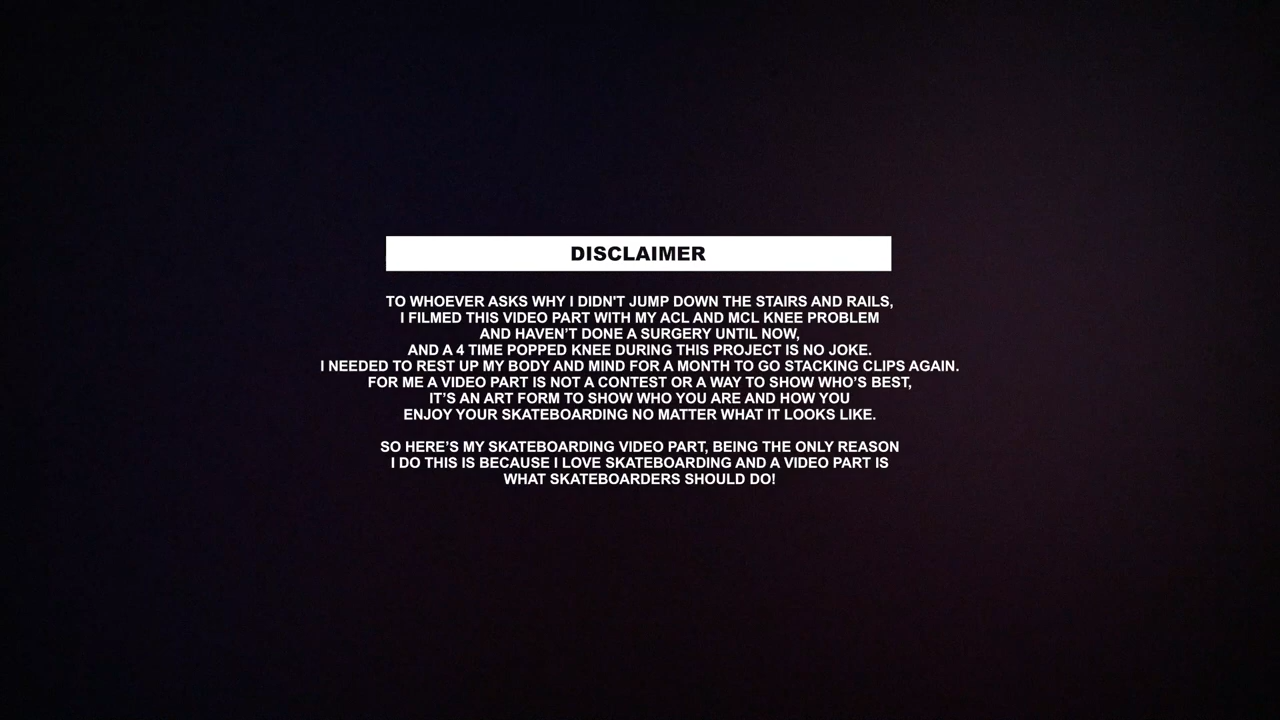 DISCLAIMER
TO WHOEVER ASKS WHY I DIDN'T JUMP DOWN THE STAIRS AND RAILS,
I FILMED THIS VIDEO PART WITH MY ACL AND MCL KNEE PROBLEM
AND HAVEN'T DONE A SURGERY UNTIL NOW,
AND A 4 TIME POPPED KNEE DURING THIS PROJECT IS NO JOKE.
I NEEDED TO REST UP MY BODY AND MIND FOR A MONTH TO GO STACKING CLIPS AGAIN.
FOR ME A VIDEO PART IS NOT A CONTEST OR A WAY TO SHOW WHO'S BEST,
IT'S AN ART FORM TO SHOW WHO YOU ARE AND HOW YOU
ENJOY YOUR SKATEBOARDING NO MATTER WHAT IT LOOKS LIKE.
SO HERE'S MY SKATEBOARDING VIDEO PART, BEING THE ONLY REASON
I DO THIS IS BECAUSE I LOVE SKATEBOARDING AND A VIDEO PART IS
WHAT SKATEBOARDERS SHOULD DO!